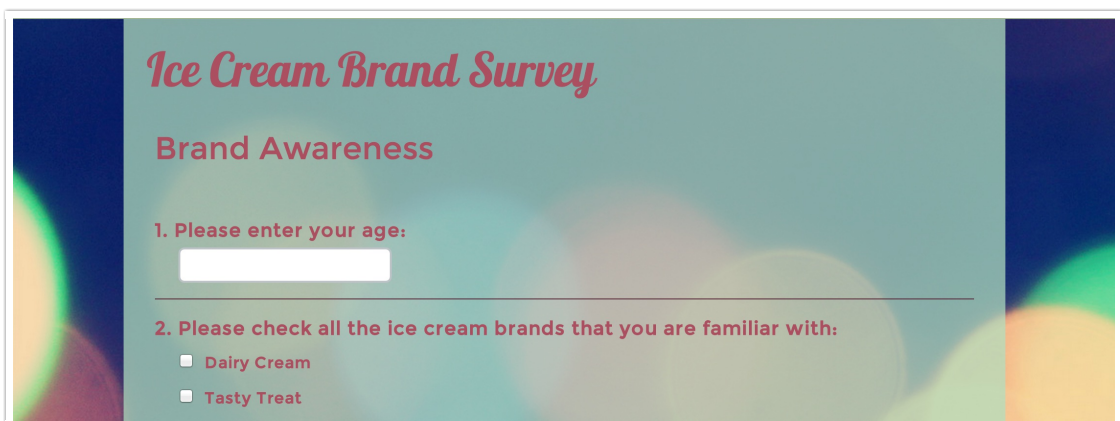 Ice Cream Brand Survey
Brand Awareness
1. Please enter your age:
2. Please check all the ice cream brands that you are familiar with:
Dairy Cream
Tasty Treat